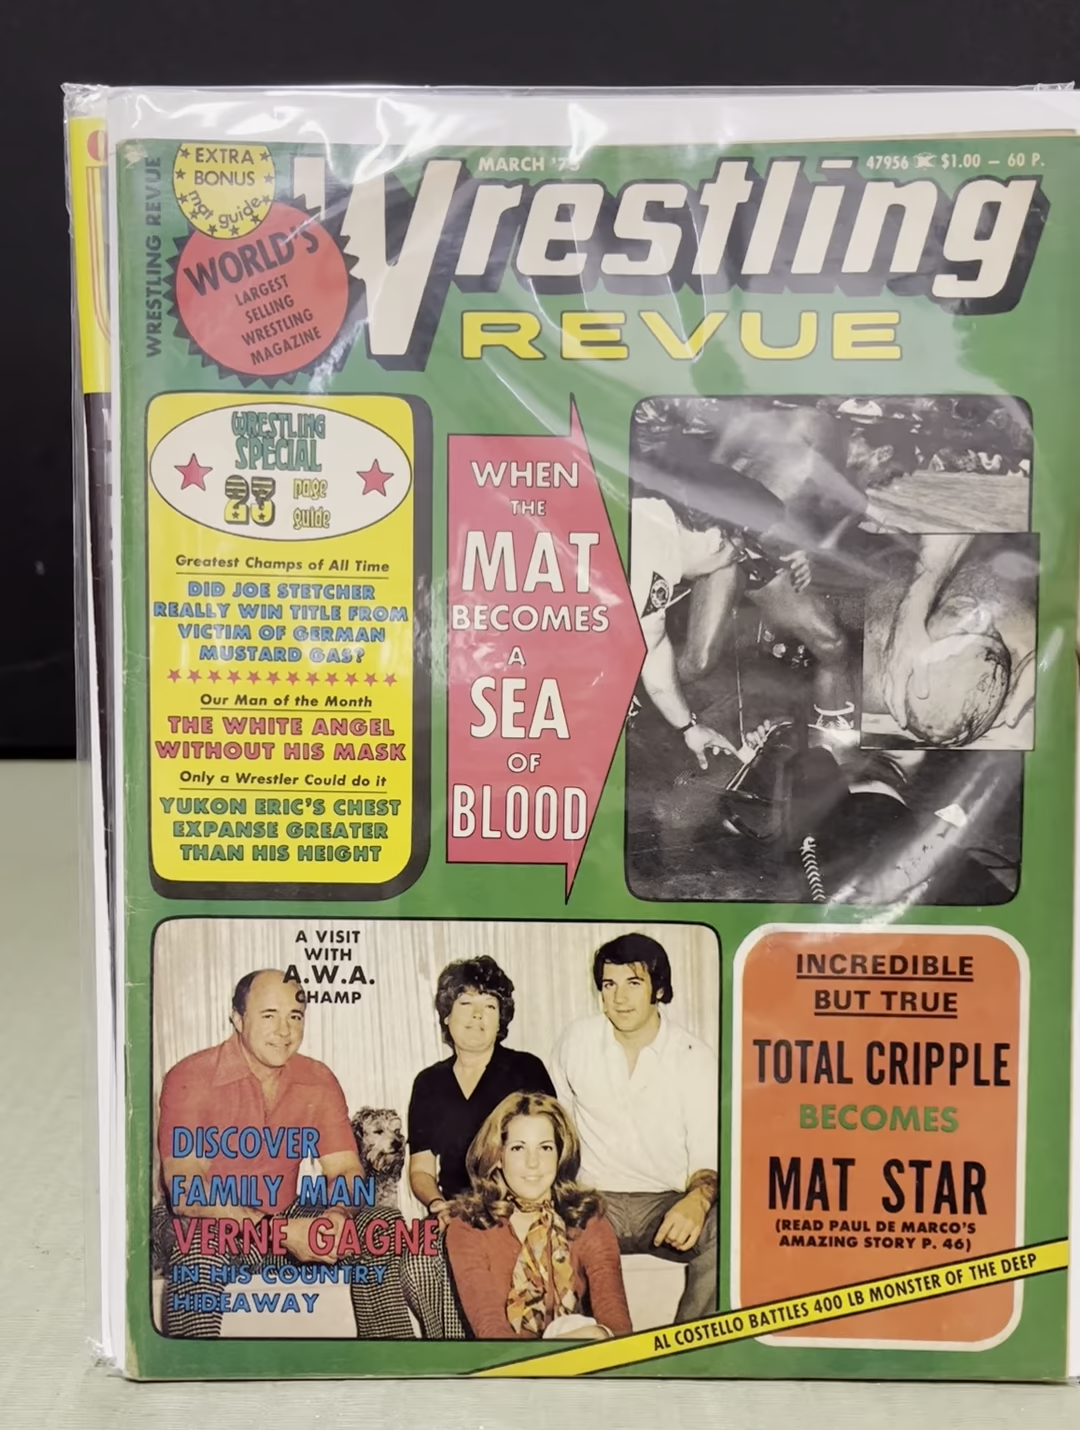 WRESTLING REVUE
EXTRA
BONUS
mat guide
WORLD'S
LARGEST
SELLING
WRESTLING
MAGAZINE
MARCH '73
47956 $1.00 — 60 P.
Wrestling
REVUE
WRESTLING
SPECIAL
23 page
guide
Greatest Champs of All Time
DID JOE STETCHER
REALLY WIN TITLE FROM
VICTIM OF GERMAN
MUSTARD GAS?
Our Man of the Month
THE WHITE ANGEL
WITHOUT HIS MASK
Only a Wrestler Could do it
YUKON ERIC'S CHEST
EXPANSE GREATER
THAN HIS HEIGHT
WHEN
THE
MAT
BECOMES
A
SEA
OF
BLOOD
A VISIT
WITH
A.W.A.
CHAMP
DISCOVER
FAMILY MAN
VERNE GAGNE
IN HIS COUNTRY
HIDEAWAY
INCREDIBLE
BUT TRUE
TOTAL CRIPPLE
BECOMES
MAT STAR
(READ PAUL DE MARCO'S
AMAZING STORY P. 46)
AL COSTELLO BATTLES 400 LB MONSTER OF THE DEEP